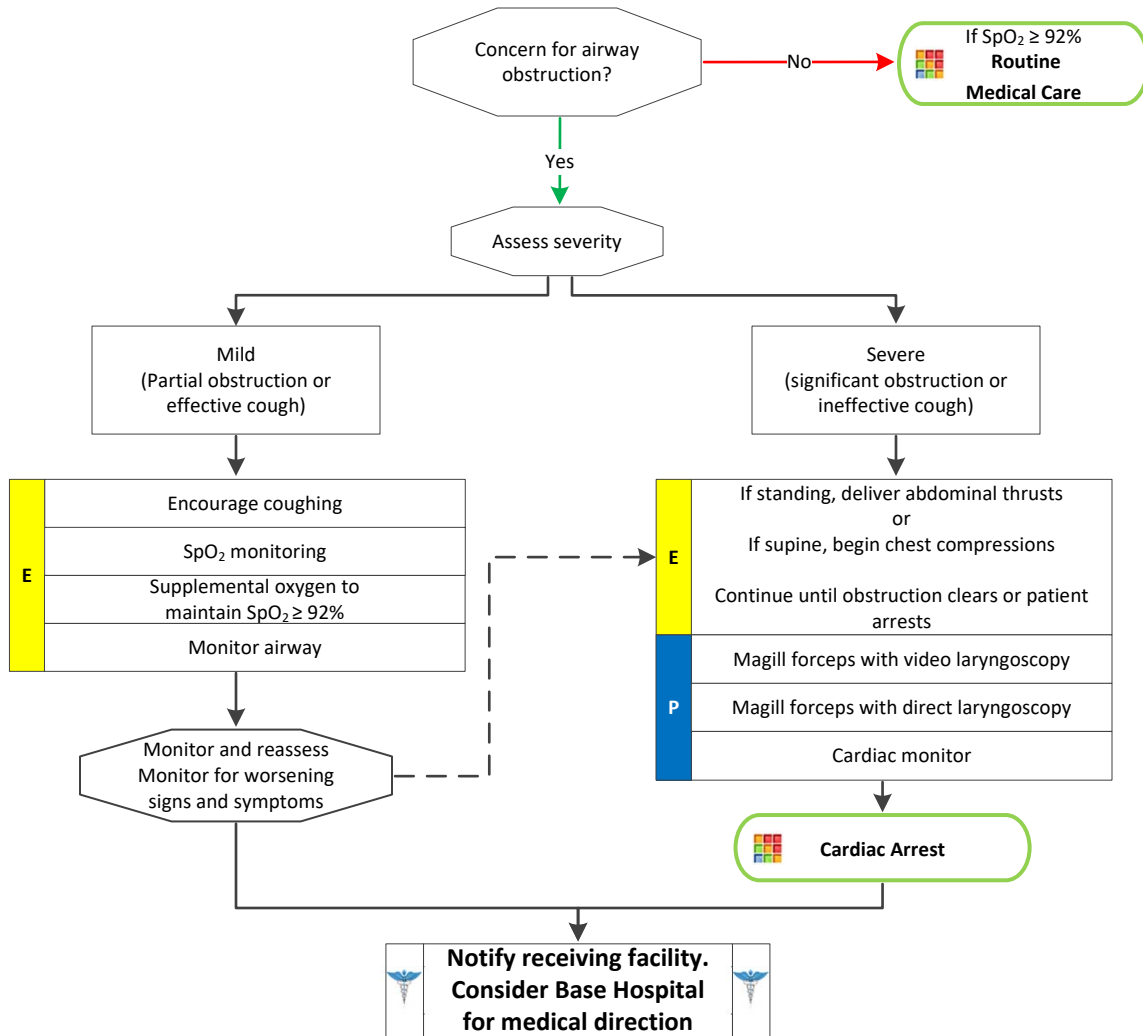 Concern for airway
obstruction?
No
If SpO₂ ≥ 92%
Routine
Medical Care
Yes
Assess severity
Mild
(Partial obstruction or
effective cough)
Severe
(significant obstruction or
ineffective cough)
E
Encourage coughing
SpO₂ monitoring
Supplemental oxygen to
maintain SpO₂ ≥ 92%
Monitor airway
E
If standing, deliver abdominal thrusts
or
If supine, begin chest compressions
Continue until obstruction clears or patient
arrests
P
Magill forceps with video laryngoscopy
Magill forceps with direct laryngoscopy
Cardiac monitor
Monitor and reassess
Monitor for worsening
signs and symptoms
Cardiac Arrest
Notify receiving facility.
Consider Base Hospital
for medical direction